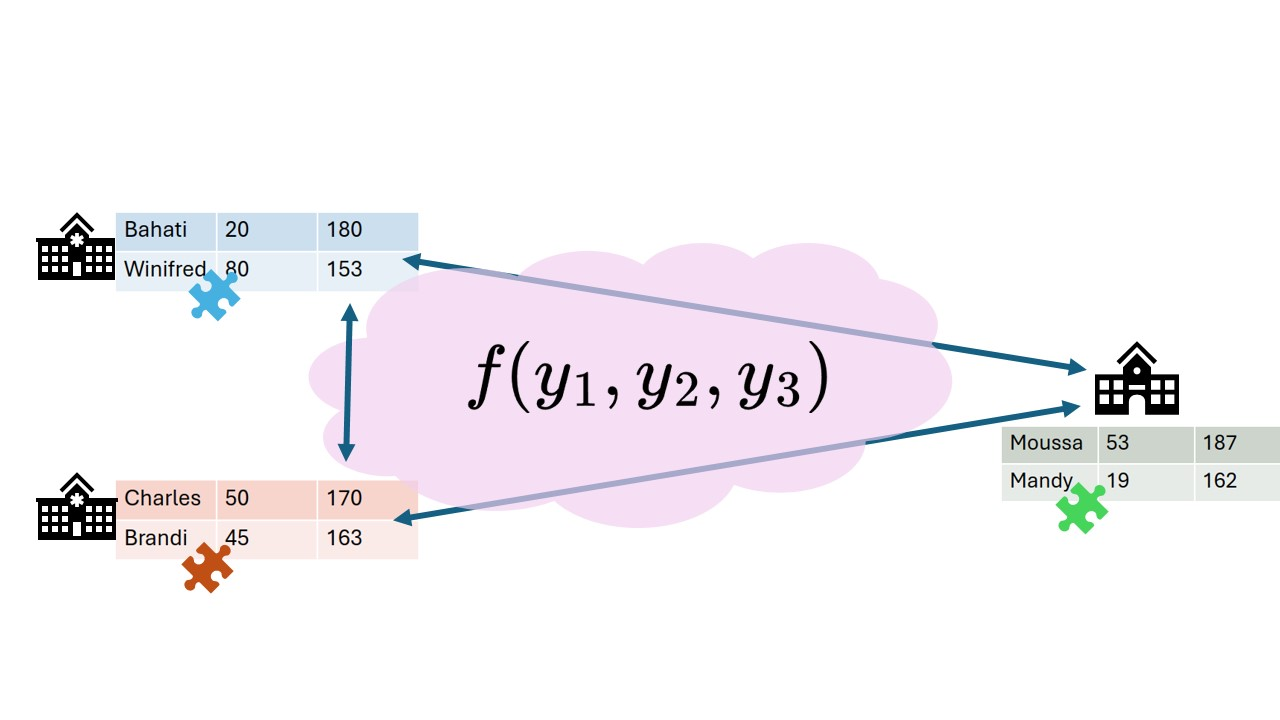 Bahati 20 180
Winifred 80 153
f(y₁, y₂, y₃)
Moussa 53 187
Mandy 19 162
Charles 50 170
Brandi 45 163